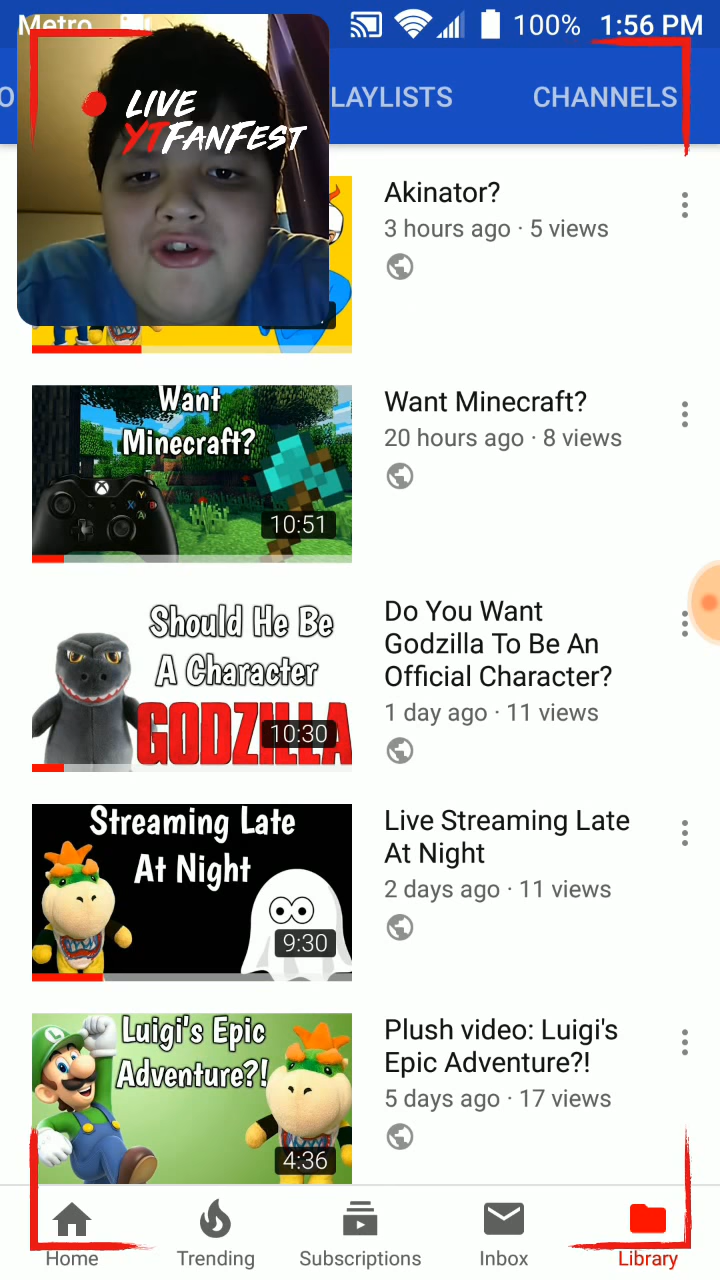 Metro
100%
1:56 PM
LAYLISTS
CHANNELS
LIVE
YTFANFEST
Akinator?
3 hours ago · 5 views
Want
Minecraft?
10:51
Want Minecraft?
20 hours ago · 8 views
Should He Be
A Character
GODZILLA
10:30
Do You Want
Godzilla To Be An
Official Character?
1 day ago · 11 views
Streaming Late
At Night
9:30
Live Streaming Late
At Night
2 days ago · 11 views
L
Luigi's Epic
Adventure?!
4:36
Plush video: Luigi's
Epic Adventure?!
5 days ago · 17 views
Home
Trending
Subscriptions
Inbox
Library